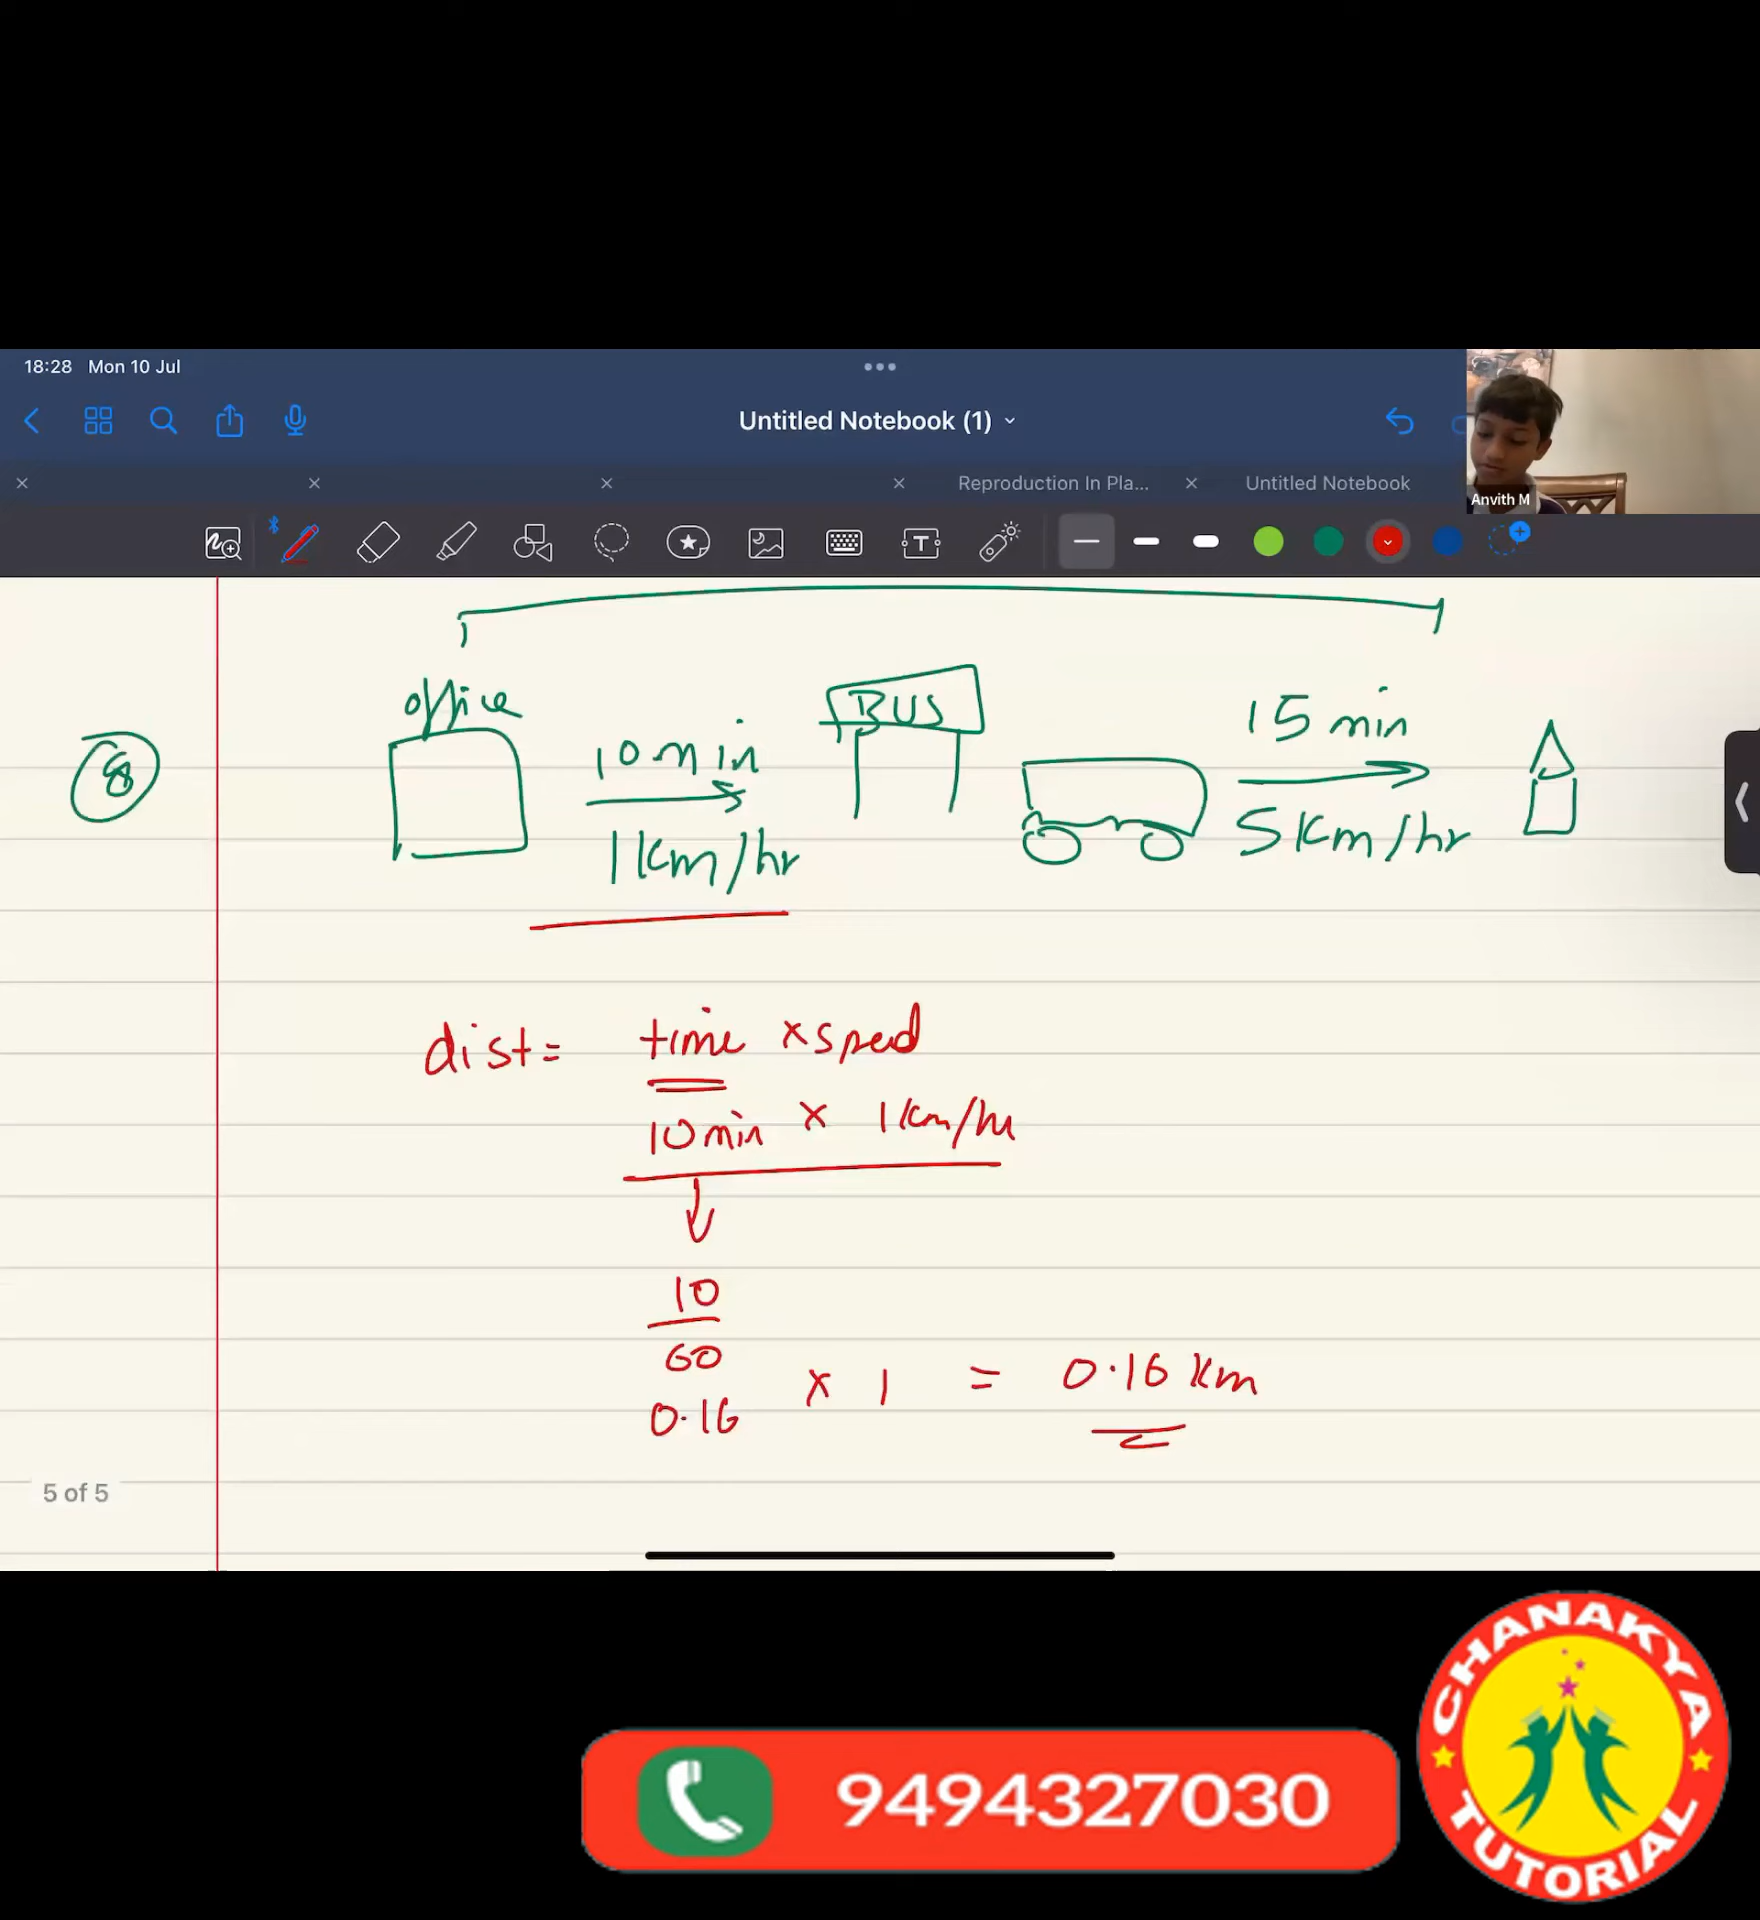 18:28 Mon 10 Jul
Untitled Notebook (1)
Reproduction In Pla...
Untitled Notebook
Anvith M
T
office
BUS
15 min
8
10 min
1 km/hr
5 km/hr
dist = time × speed
10 min × 1 km/hr
10
60
0.16 × 1 = 0.16 km
5 of 5
CHANAKYA
9494327030
TUTORIAL